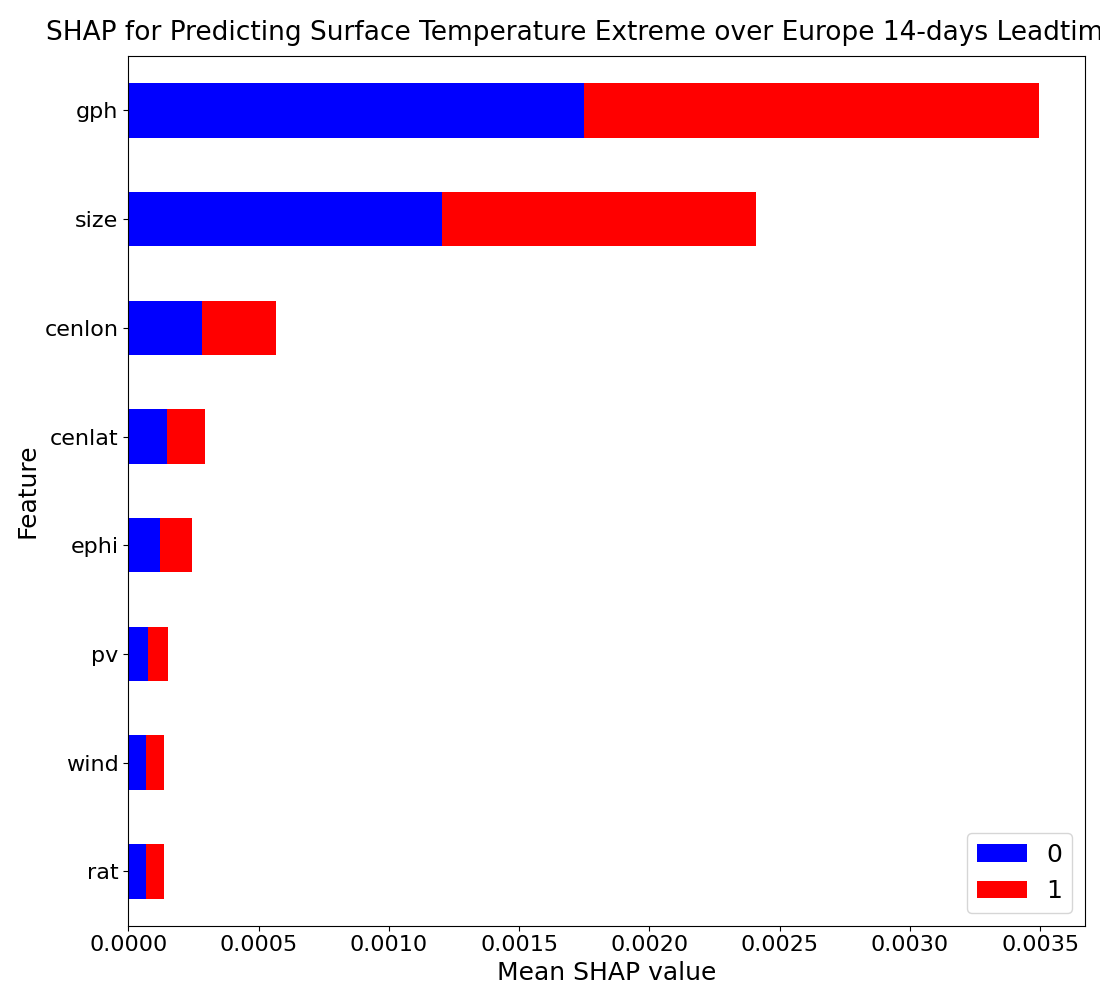 SHAP for Predicting Surface Temperature Extreme over Europe 14-days Leadtim
gph
size
cenlon
cenlat
ephi
pv
wind
rat
Feature
0
1
0.0000 0.0005 0.0010 0.0015 0.0020 0.0025 0.0030 0.0035
Mean SHAP value